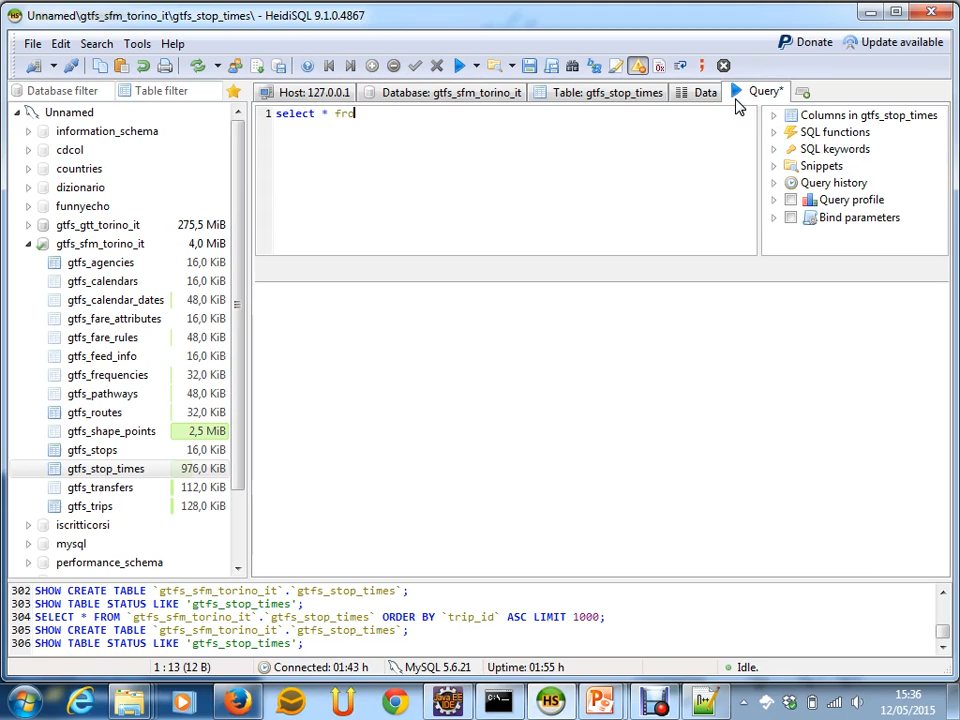 Unnamed\gtfs_sfm_torino_it\gtfs_stop_times\ - HeidiSQL 9.1.0.4867
File Edit Search Tools Help
Donate Update available
Database filter Table filter
Host: 127.0.0.1 Database: gtfs_sfm_torino_it Table: gtfs_stop_times Data Query*
Unnamed
information_schema
cdcol
countries
dizionario
funnyecho
gtfs_gtt_torino_it 275,5 MiB
gtfs_sfm_torino_it 4,0 MiB
gtfs_agencies 16,0 KiB
gtfs_calendars 16,0 KiB
gtfs_calendar_dates 48,0 KiB
gtfs_fare_attributes 16,0 KiB
gtfs_fare_rules 48,0 KiB
gtfs_feed_info 16,0 KiB
gtfs_frequencies 32,0 KiB
gtfs_pathways 48,0 KiB
gtfs_routes 32,0 KiB
gtfs_shape_points 2,5 MiB
gtfs_stops 16,0 KiB
gtfs_stop_times 976,0 KiB
gtfs_transfers 112,0 KiB
gtfs_trips 128,0 KiB
iscritticorsi
mysql
performance_schema
1 select * fro
Columns in gtfs_stop_times
SQL functions
SQL keywords
Snippets
Query history
Query profile
Bind parameters
302 SHOW CREATE TABLE `gtfs_sfm_torino_it`.`gtfs_stop_times`;
303 SHOW TABLE STATUS LIKE 'gtfs_stop_times';
304 SELECT * FROM `gtfs_sfm_torino_it`.`gtfs_stop_times` ORDER BY `trip_id` ASC LIMIT 1000;
305 SHOW CREATE TABLE `gtfs_sfm_torino_it`.`gtfs_stop_times`;
306 SHOW TABLE STATUS LIKE 'gtfs_stop_times';
1 : 13 (12 B) Connected: 01:43 h MySQL 5.6.21 Uptime: 01:55 h Idle.
15:36
12/05/2015